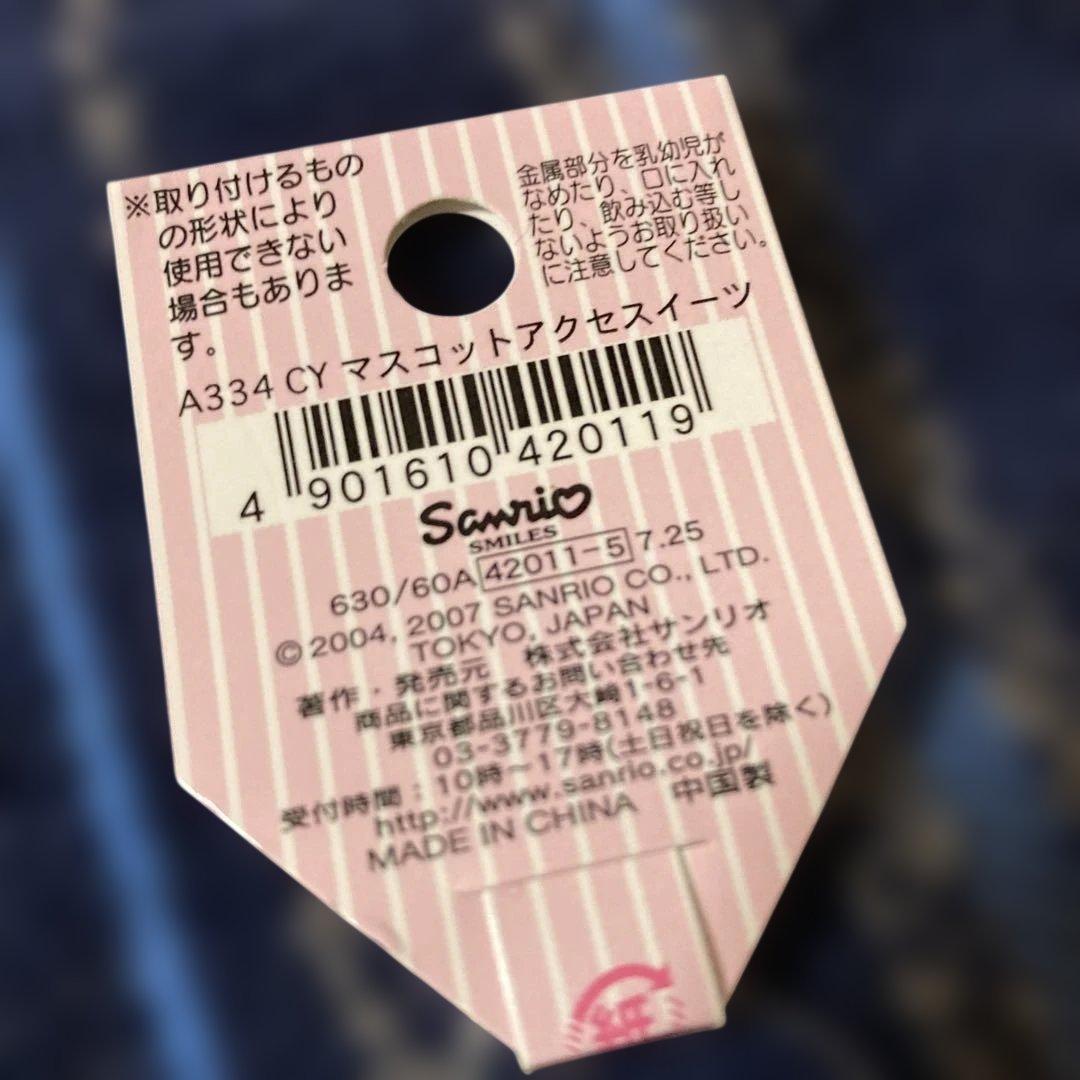 ※取り付けるもの
の形状により
使用できない
場合もありま
す。
金属部分を乳幼児が
なめたり、口に入れ
たり、飲み込む等し
ないようお取り扱い
に注意してください。
A334 CY マスコットアクセスイーツ
4 901610 420119
Sanrio
SMILES
630/60A 42011-5 7.25
© 2004, 2007 SANRIO CO., LTD.
TOKYO, JAPAN
著作・発売元 株式会社サンリオ
商品に関するお問い合わせ先
東京都品川区大崎1-6-1
03-3779-8148
受付時間：10時〜17時(土日祝日を除く)
http://www.sanrio.co.jp/
MADE IN CHINA 中国製
紙